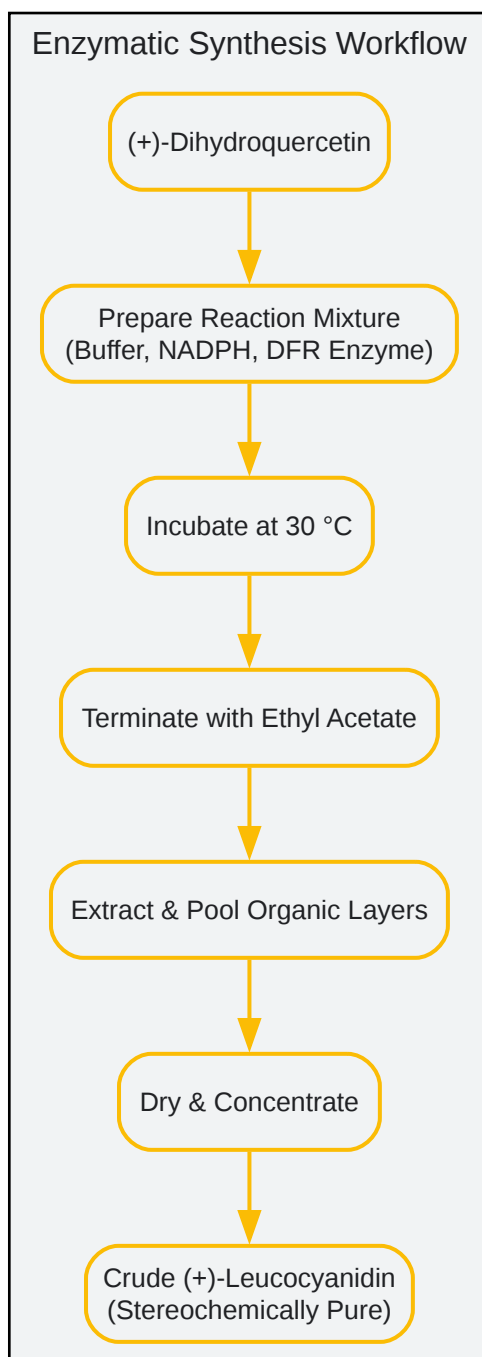 Enzymatic Synthesis Workflow
(+)-Dihydroquercetin
Prepare Reaction Mixture
(Buffer, NADPH, DFR Enzyme)
Incubate at 30 °C
Terminate with Ethyl Acetate
Extract & Pool Organic Layers
Dry & Concentrate
Crude (+)-Leucocyanidin
(Stereochemically Pure)